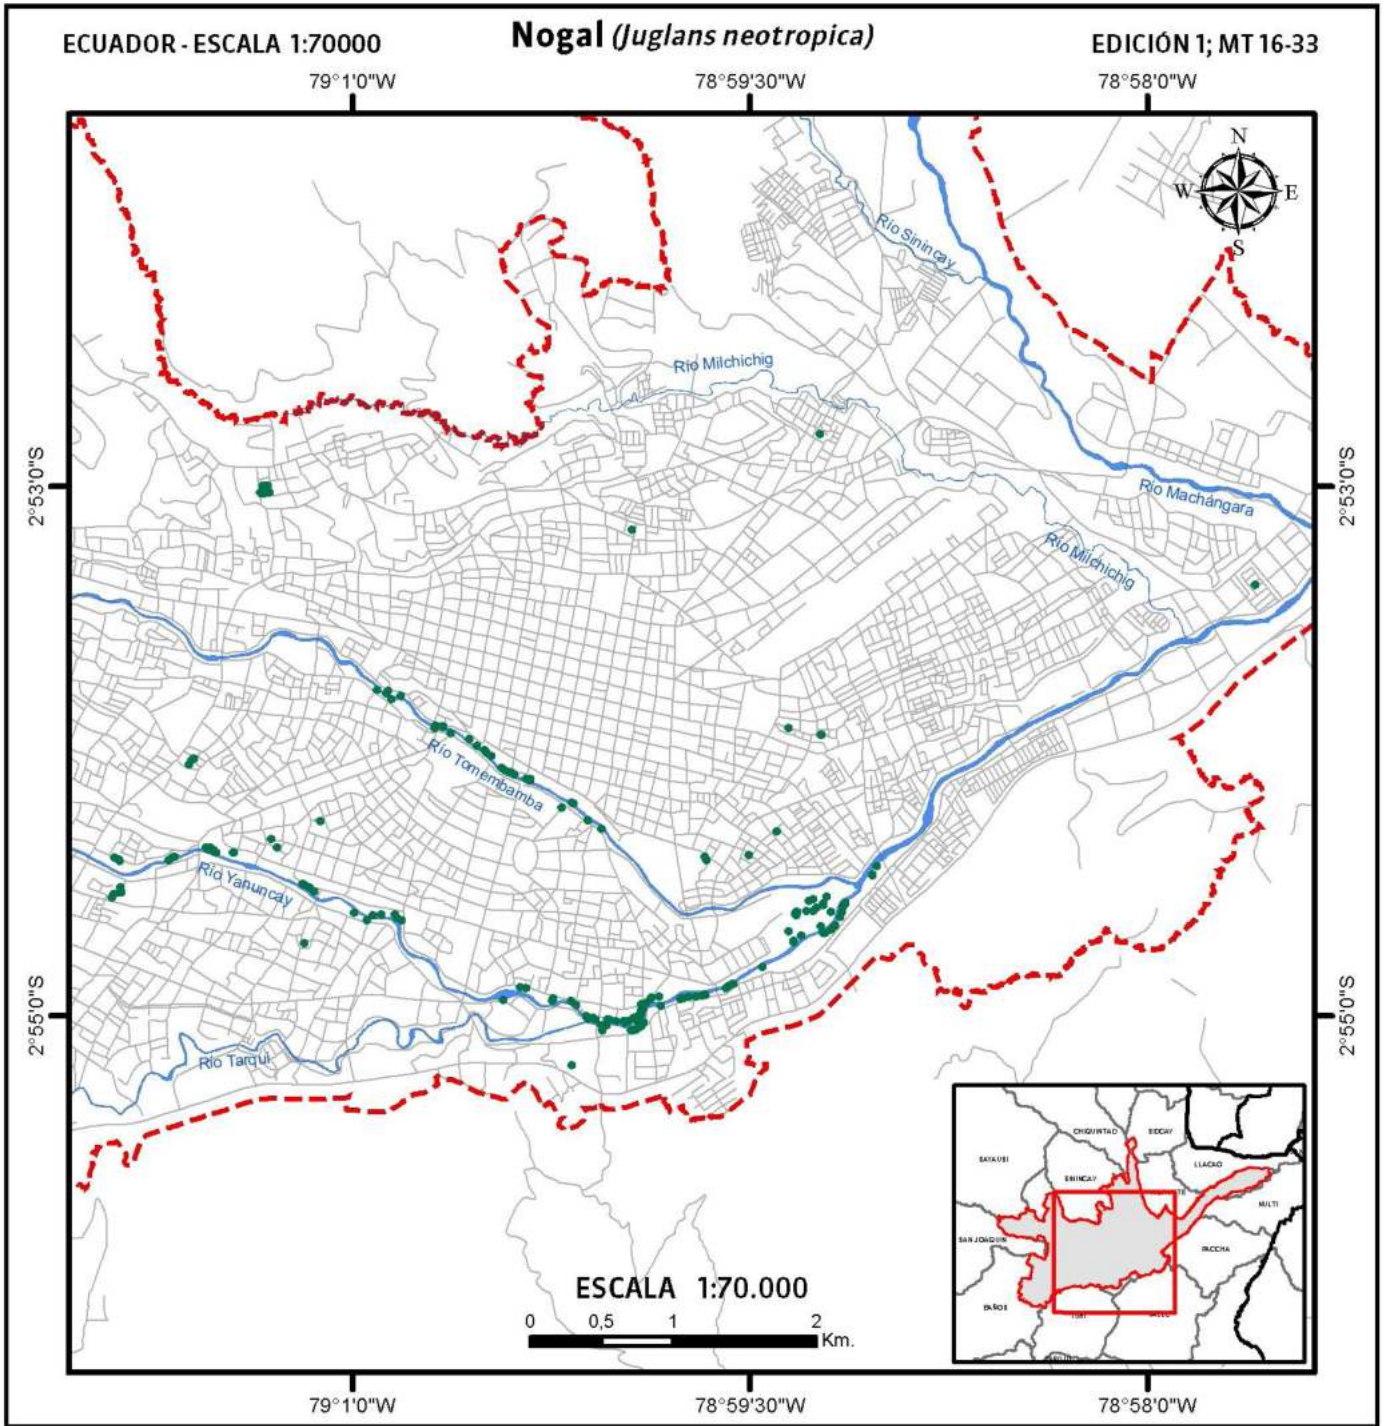 Nogal (Juglans neotropica)
ECUADOR - ESCALA 1:70000
EDICIÓN 1; MT 16-33
79°1'0"W
78°59'30"W
78°58'0"W
N
W
E
S
Río Sinincay
Río Milchichig
2°53'0"S
2°53'0"S
Río Machángara
Río Milchichig
Río Tomembamba
Río Yanuncay
2°55'0"S
2°55'0"S
Río Tarqui
CHIQUINTAD
SIDCAY
SAYAUSI
LLACAO
SININCAY
NULTI
SAN JOAQUIN
PACCHA
BAÑOS
ESCALA 1:70.000
0
0,5
1
2
Km.
79°1'0"W
78°59'30"W
78°58'0"W